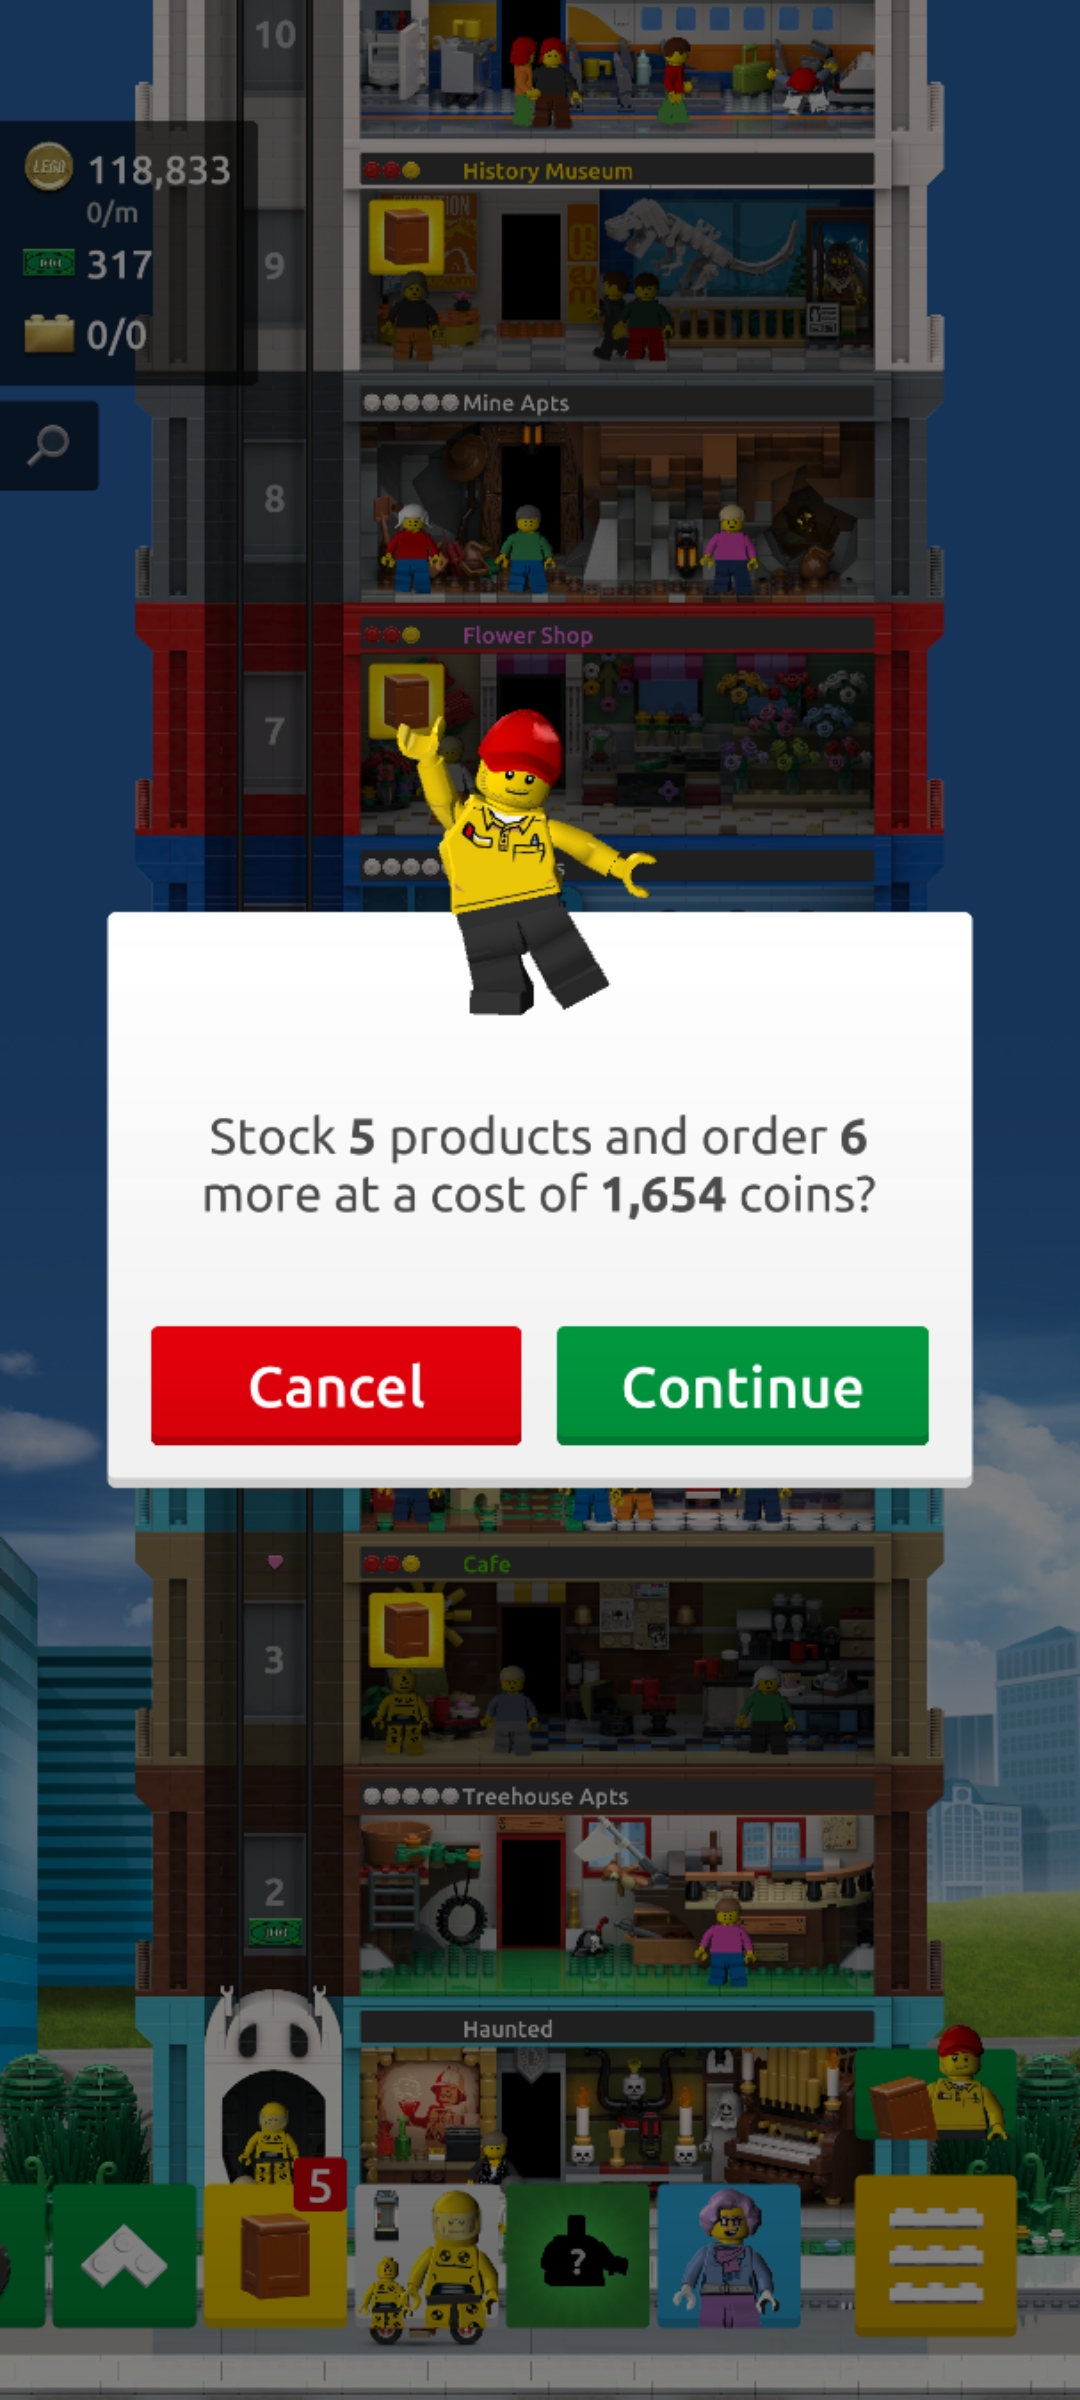 10
LEGO
118,833
0/m
317
0/0
History Museum
9
Mine Apts
8
Flower Shop
7
Stock 5 products and order 6
more at a cost of 1,654 coins?
Cancel
Continue
Cafe
3
Treehouse Apts
2
Haunted
5
?